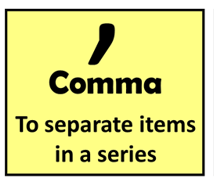 ,
Comma
To separate items
in a series